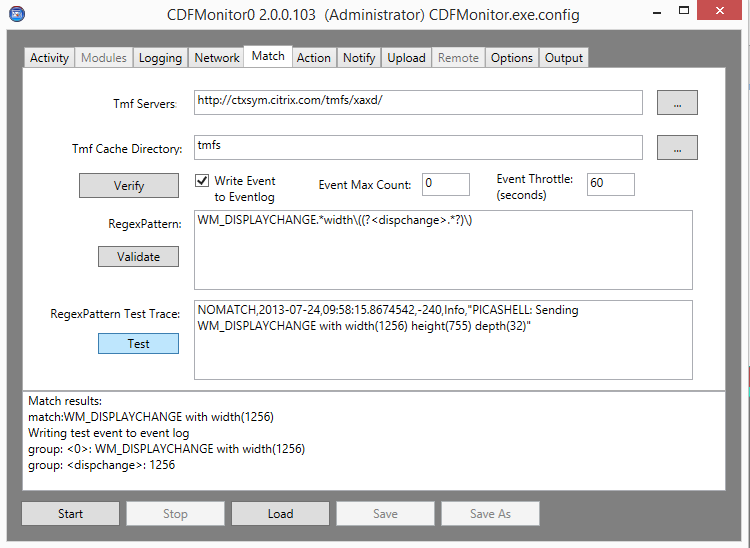 CDFMonitor0 2.0.0.103 (Administrator) CDFMonitor.exe.config
Activity Modules Logging Network Match Action Notify Upload Remote Options Output
Tmf Servers: http://ctxsym.citrix.com/tmfs/xaxd/ ...
Tmf Cache Directory: tmfs ...
Verify
Write Event
to Eventlog
Event Max Count: 0
Event Throttle:
(seconds)
60
RegexPattern: WM_DISPLAYCHANGE.*width\((?<dispchange>.*?)\)
Validate
RegexPattern Test Trace: NOMATCH,2013-07-24,09:58:15.8674542,-240,Info,"PICASHELL: Sending
WM_DISPLAYCHANGE with width(1256) height(755) depth(32)"
Test
Match results:
match:WM_DISPLAYCHANGE with width(1256)
Writing test event to event log
group: <0>: WM_DISPLAYCHANGE with width(1256)
group: <dispchange>: 1256
Start Stop Load Save Save As